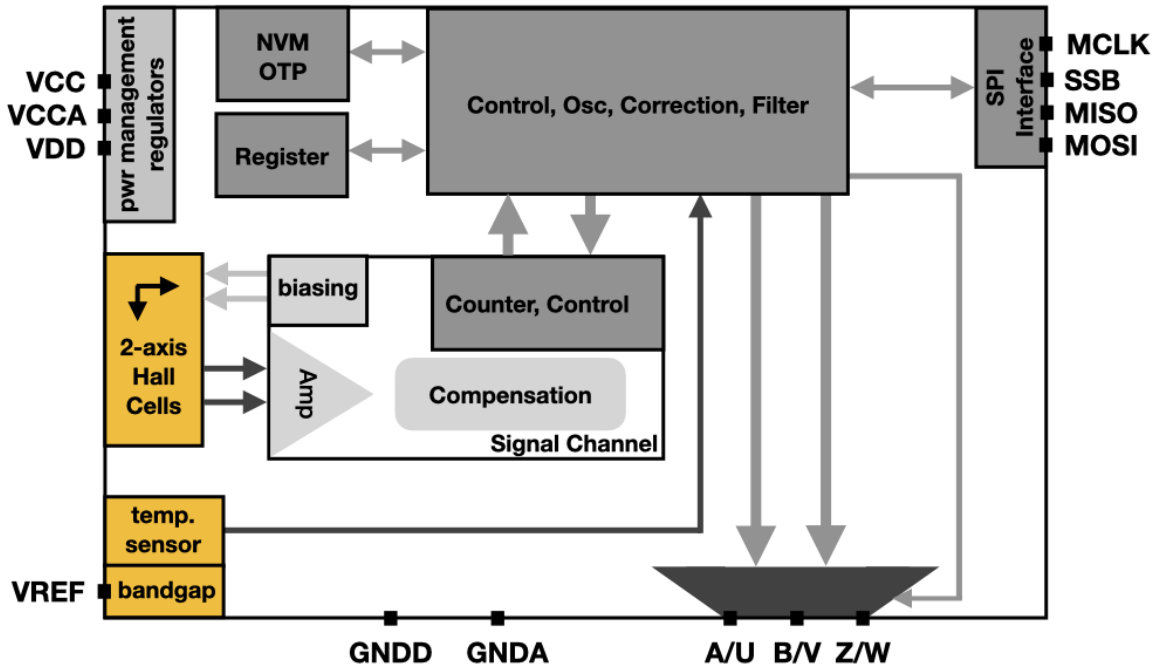 VCC
VCCA
VDD
pwr management
regulators
NVM
OTP
Register
Control, Osc, Correction, Filter
SPI
Interface
MCLK
SSB
MISO
MOSI
2-axis
Hall
Cells
biasing
Counter, Control
Amp
Compensation
Signal Channel
temp.
sensor
VREF
bandgap
GNDD
GNDA
A/U
B/V
Z/W